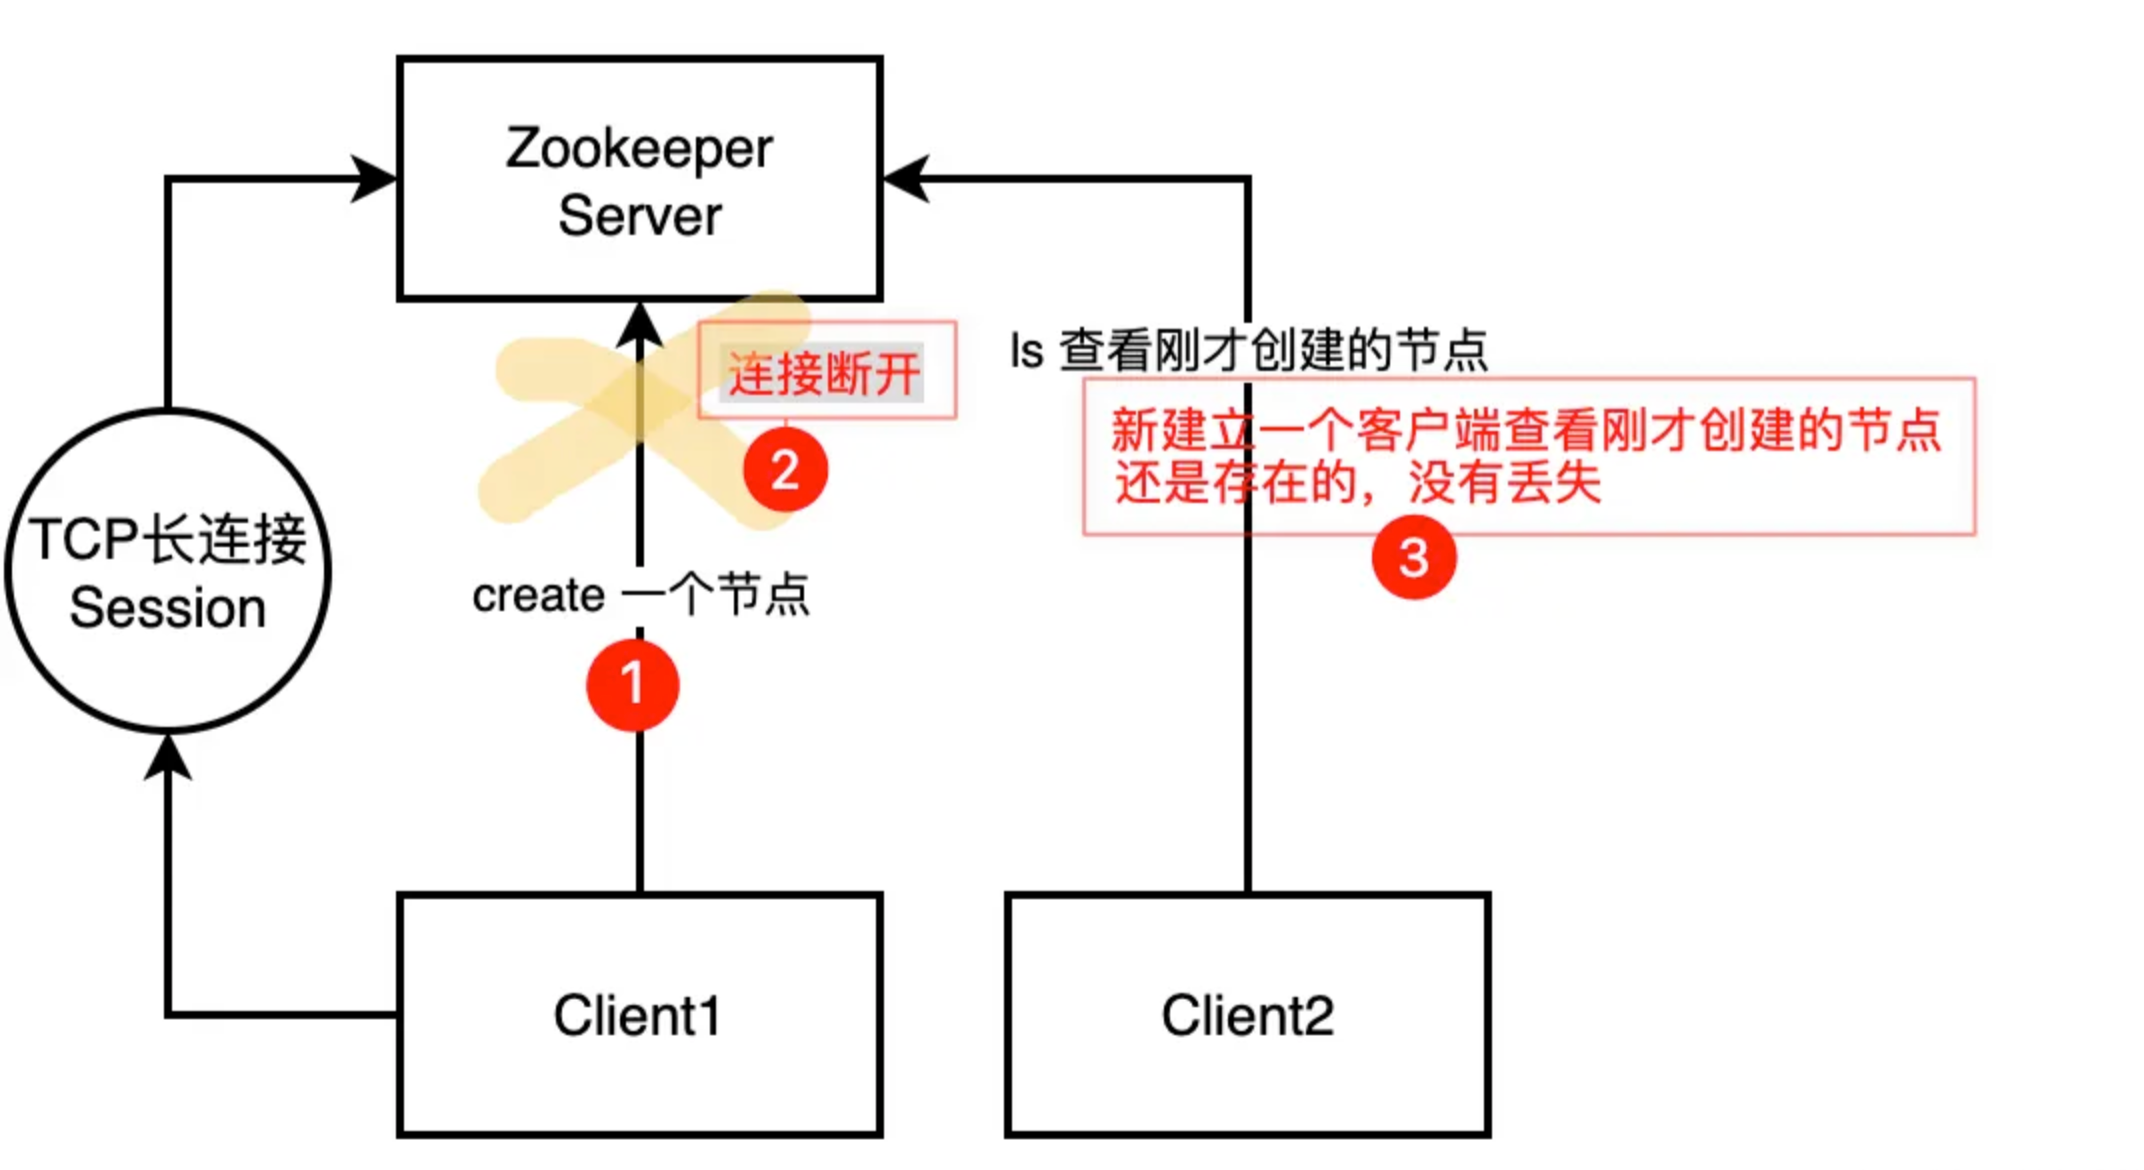 Zookeeper
Server
连接断开
2
ls 查看刚才创建的节点
新建立一个客户端查看刚才创建的节点
还是存在的，没有丢失
3
TCP长连接
Session
create 一个节点
1
Client1
Client2